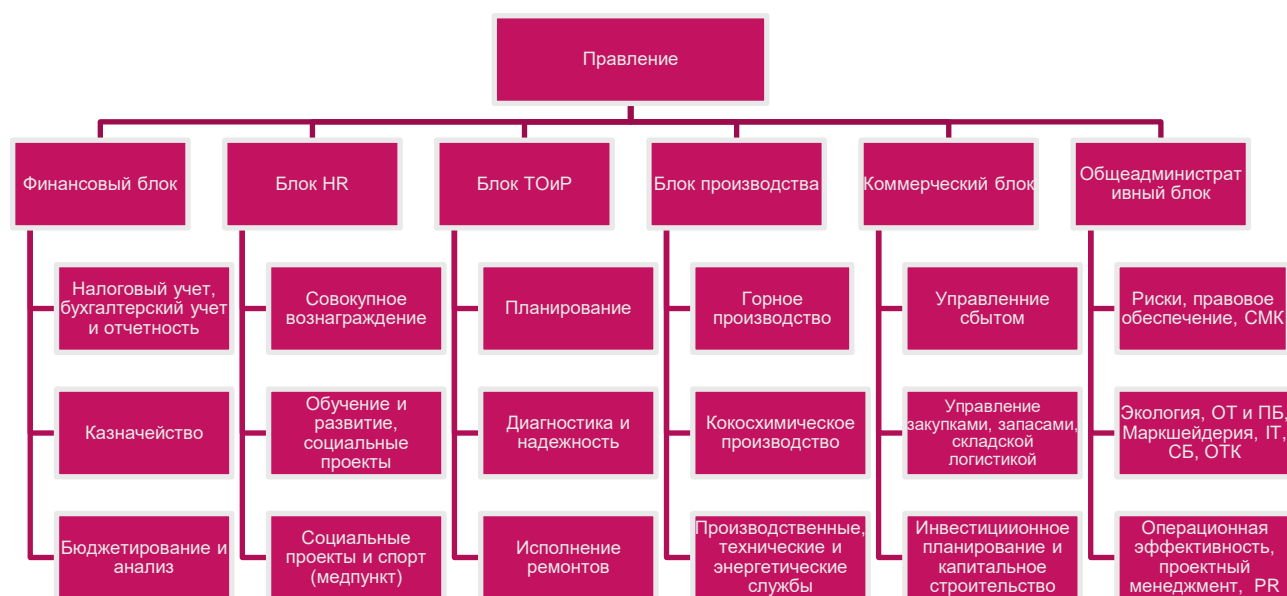 Правление
Финансовый блок
Блок HR
Блок ТОиР
Блок производства
Коммерческий блок
Общеадминистрат
ивный блок
Налоговый учет,
бухгалтерский учет
и отчетность
Совокупное
вознаграждение
Планирование
Горное
производство
Управленние
сбытом
Риски, правовое
обеспечение, СМК
Казначейство
Обучение и
развитие,
социальные
проекты
Диагностика и
надежность
Кокосхимическое
производство
Управление
закупками, запасами,
складской
логистикой
Экология, ОТ и ПБ,
Маркшейдерия, IT,
СБ, ОТК
Бюджетирование и
анализ
Социальные
проекты и спорт
(медпункт)
Исполнение
ремонтов
Производственные,
технические и
энергетические
службы
Инвестициионное
планирование и
капитальное
строительство
Операционная
эффективность,
проектный
менеджмент, PR